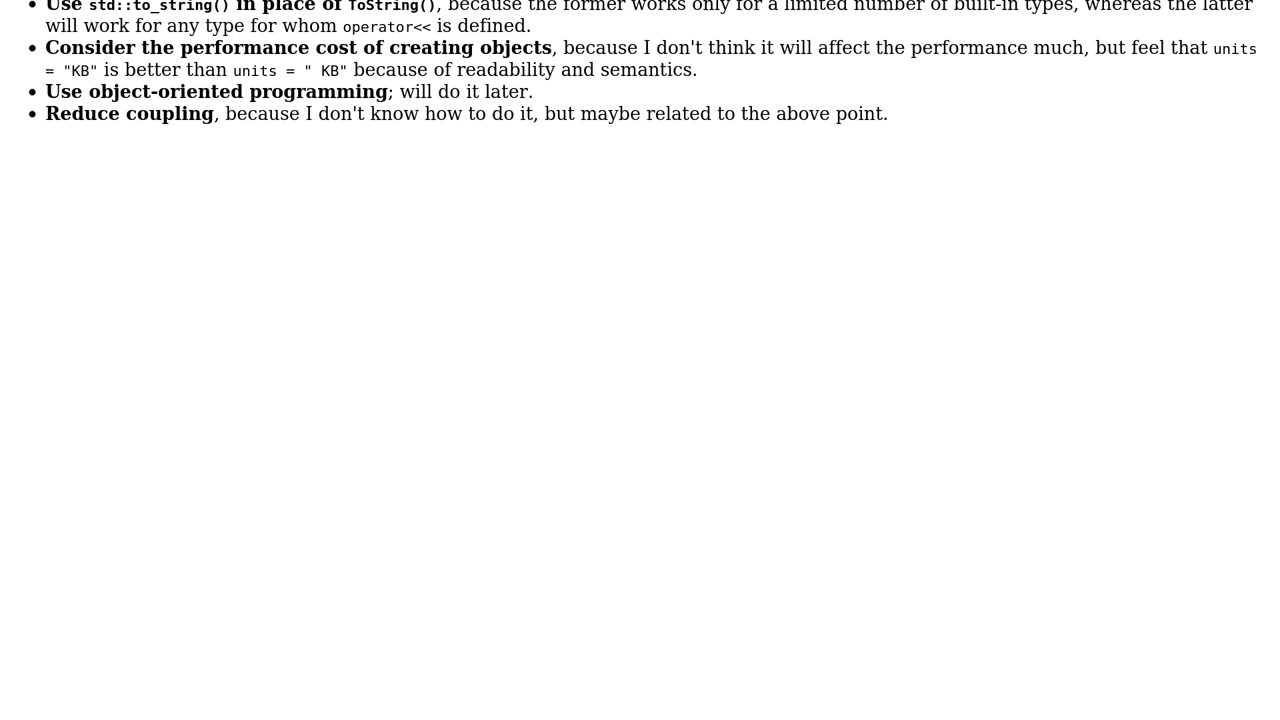 • Use std::to_string() in place of ToString(), because the former works only for a limited number of built-in types, whereas the latter
will work for any type for whom operator<< is defined.
• Consider the performance cost of creating objects, because I don't think it will affect the performance much, but feel that units
= "KB" is better than units = " KB" because of readability and semantics.
• Use object-oriented programming; will do it later.
• Reduce coupling, because I don't know how to do it, but maybe related to the above point.